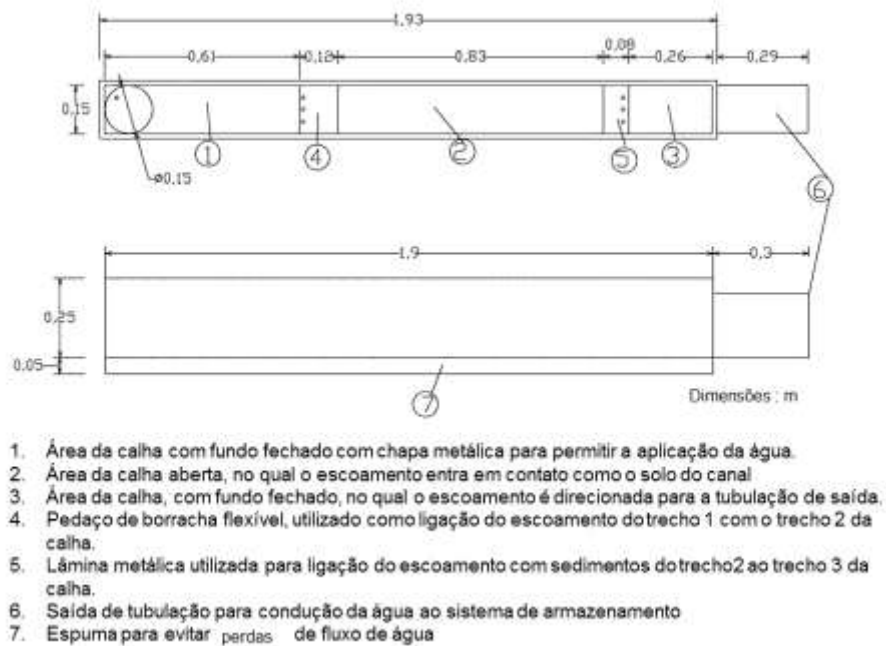 1,93
0,61
0,12
0,83
0,08
0,26
0,29
0,15
1
4
2
5
3
6
ø0,15
1,9
0,3
0,25
0,05
7
Dimensões : m
1. Área da calha com fundo fechado com chapa metálica para permitir a aplicação da água.
2. Área da calha aberta, no qual o escoamento entra em contato como o solo do canal
3. Área da calha, com fundo fechado, no qual o escoamento é direcionada para a tubulação de saída.
4. Pedaço de borracha flexível, utilizado como ligação do escoamento do trecho 1 com o trecho 2 da
calha.
5. Lâmina metálica utilizada para ligação do escoamento com sedimentos do trecho2 ao trecho 3 da
calha.
6. Saída de tubulação para condução da água ao sistema de armazenamento
7. Espuma para evitar perdas de fluxo de água